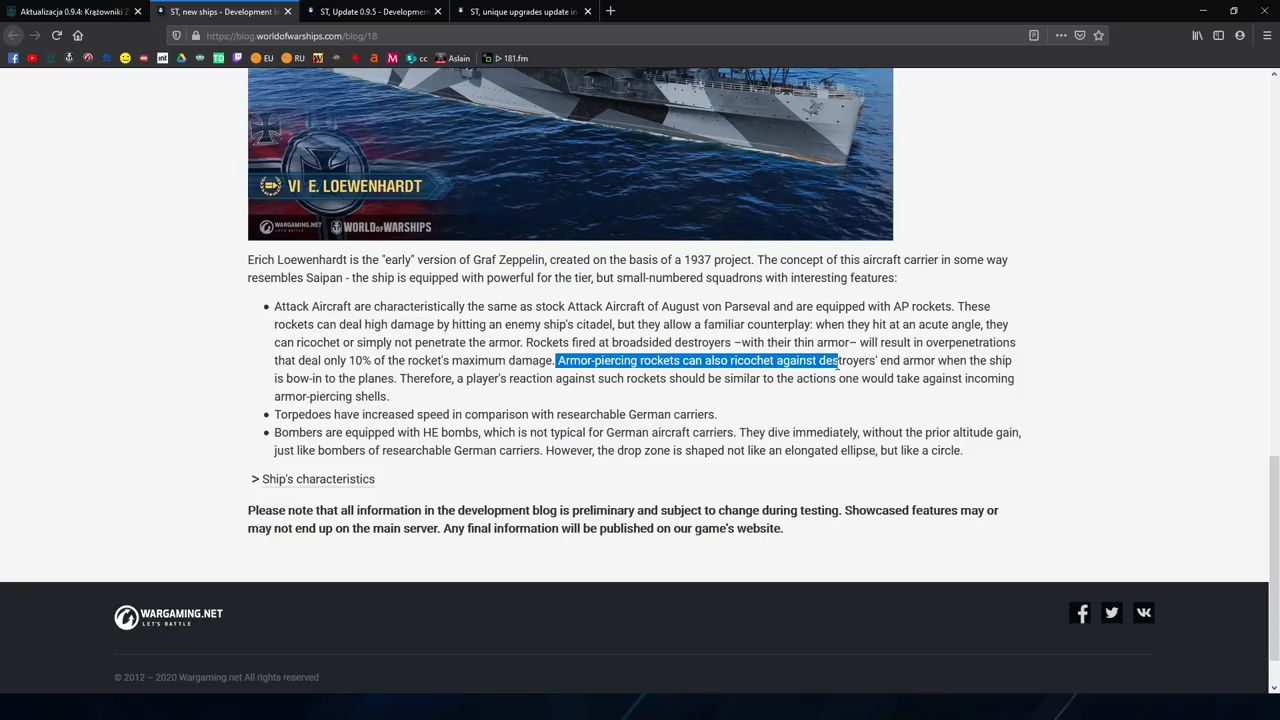 Aktualizacja 0.9.4: Krążowniki Z
ST, new ships - Development b
ST, Update 0.9.5 - Developmen
ST, unique upgrades update in
https://blog.worldofwarships.com/blog/18
EU
RU
cc
Aslain
181.fm
VI E. LOEWENHARDT
WARGAMING.NET
LET'S BATTLE
WORLD OF WARSHIPS
Erich Loewenhardt is the "early" version of Graf Zeppelin, created on the basis of a 1937 project. The concept of this aircraft carrier in some way
resembles Saipan - the ship is equipped with powerful for the tier, but small-numbered squadrons with interesting features:
Attack Aircraft are characteristically the same as stock Attack Aircraft of August von Parseval and are equipped with AP rockets. These
rockets can deal high damage by hitting an enemy ship's citadel, but they allow a familiar counterplay: when they hit at an acute angle, they
can ricochet or simply not penetrate the armor. Rockets fired at broadsided destroyers –with their thin armor– will result in overpenetrations
that deal only 10% of the rocket's maximum damage. Armor-piercing rockets can also ricochet against destroyers' end armor when the ship
is bow-in to the planes. Therefore, a player's reaction against such rockets should be similar to the actions one would take against incoming
armor-piercing shells.
Torpedoes have increased speed in comparison with researchable German carriers.
Bombers are equipped with HE bombs, which is not typical for German aircraft carriers. They dive immediately, without the prior altitude gain,
just like bombers of researchable German carriers. However, the drop zone is shaped not like an elongated ellipse, but like a circle.
> Ship's characteristics
Please note that all information in the development blog is preliminary and subject to change during testing. Showcased features may or
may not end up on the main server. Any final information will be published on our game's website.
WARGAMING.NET
LET'S BATTLE
© 2012 – 2020 Wargaming.net All rights reserved